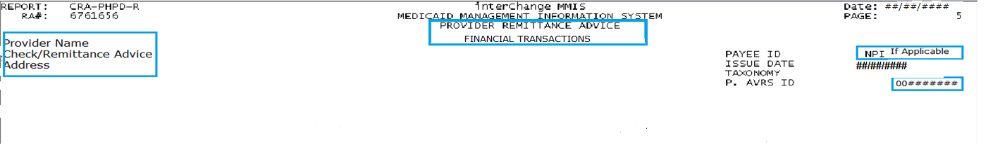 REPORT: CRA-PHPD-R interChange MMIS Date: ##/##/####
RA#: 6761656 MEDICAID MANAGEMENT INFORMATION SYSTEM PAGE: 5
PROVIDER REMITTANCE ADVICE
FINANCIAL TRANSACTIONS
Provider Name
Check/Remittance Advice
Address
PAYEE ID NPI If Applicable
ISSUE DATE ##/##/####
TAXONOMY
P. AVRS ID 00#######